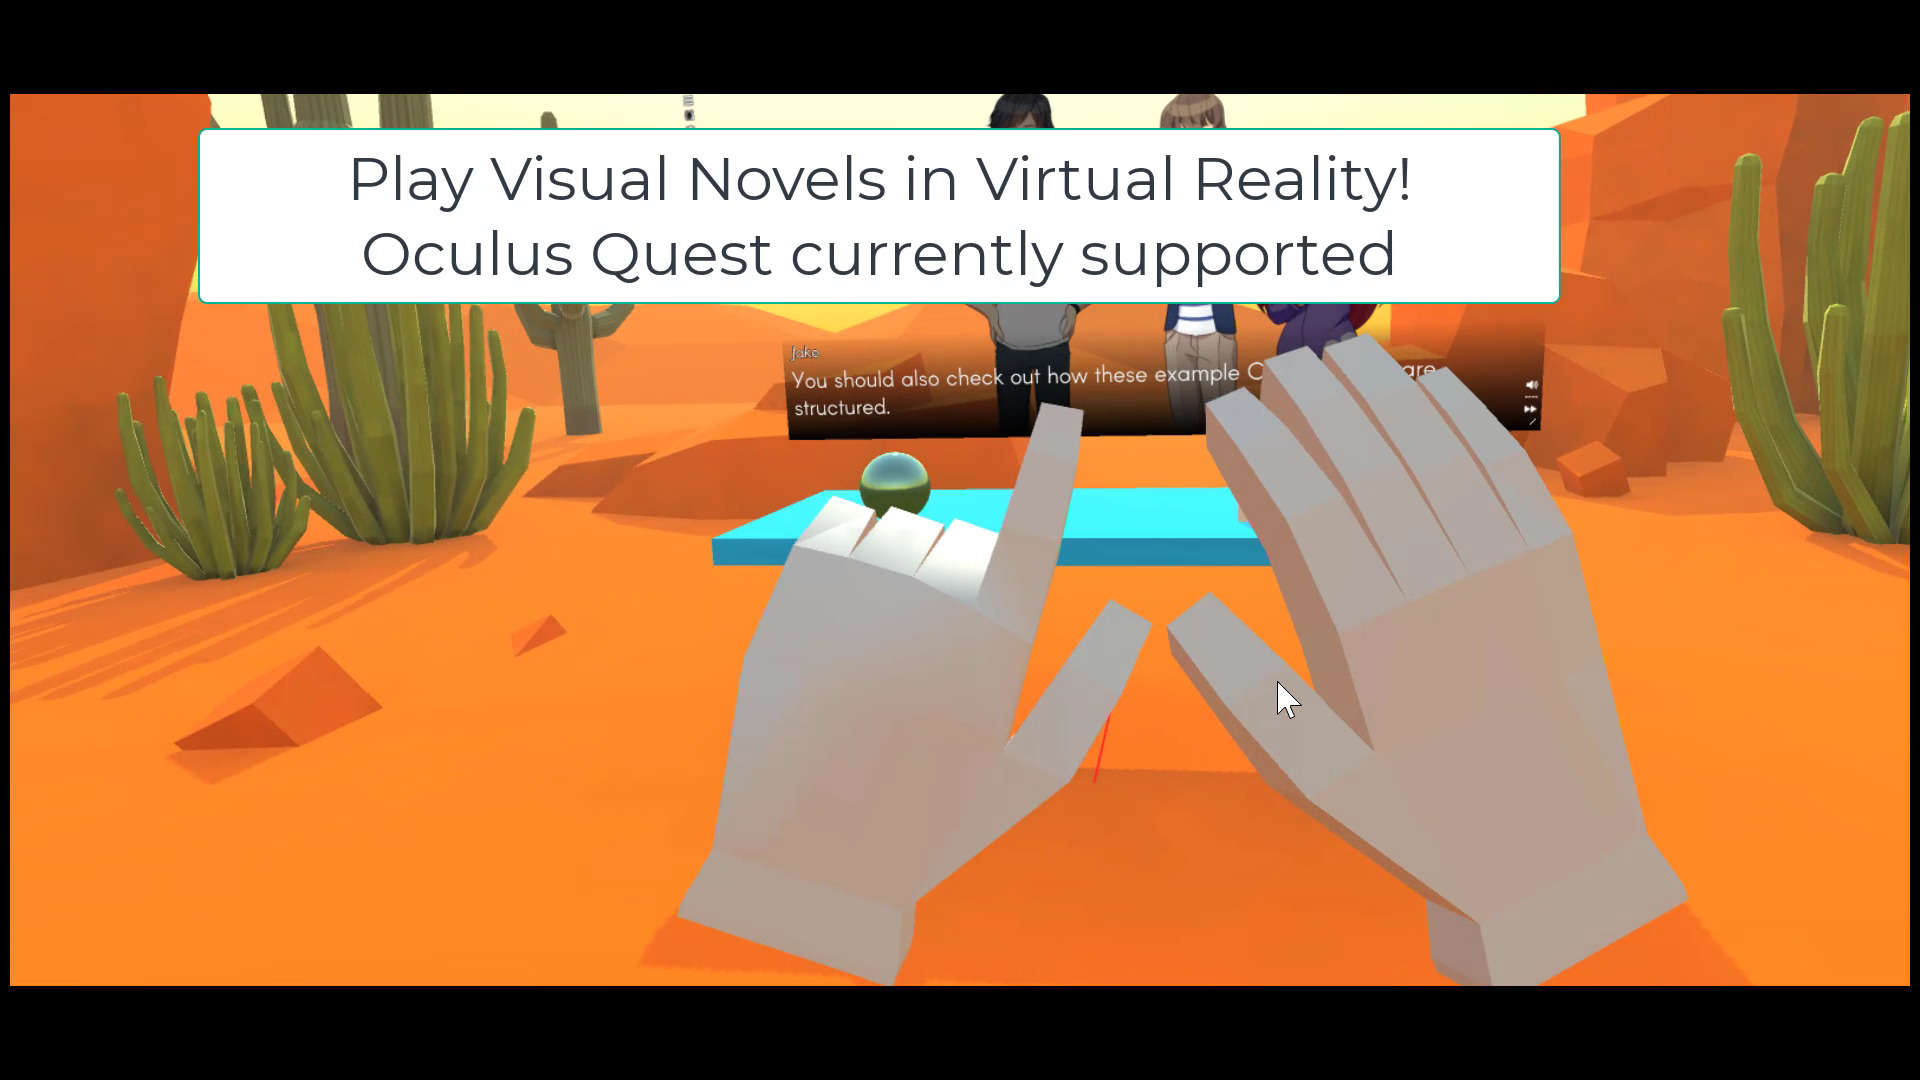 Play Visual Novels in Virtual Reality!
Oculus Quest currently supported
Jake
You should also check out how these example are
structured.